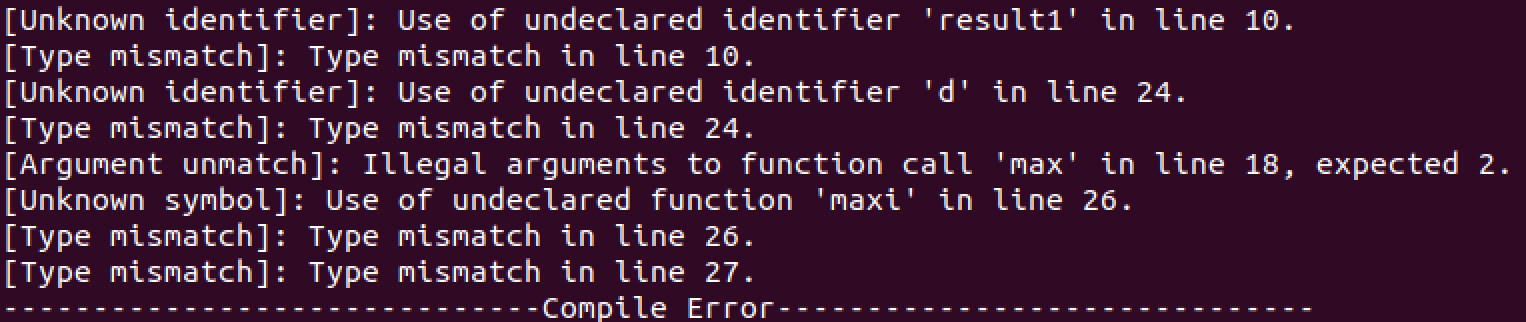 [Unknown identifier]: Use of undeclared identifier 'result1' in line 10.
[Type mismatch]: Type mismatch in line 10.
[Unknown identifier]: Use of undeclared identifier 'd' in line 24.
[Type mismatch]: Type mismatch in line 24.
[Argument unmatch]: Illegal arguments to function call 'max' in line 18, expected 2.
[Unknown symbol]: Use of undeclared function 'maxi' in line 26.
[Type mismatch]: Type mismatch in line 26.
[Type mismatch]: Type mismatch in line 27.
------------------------------Compile Error------------------------------